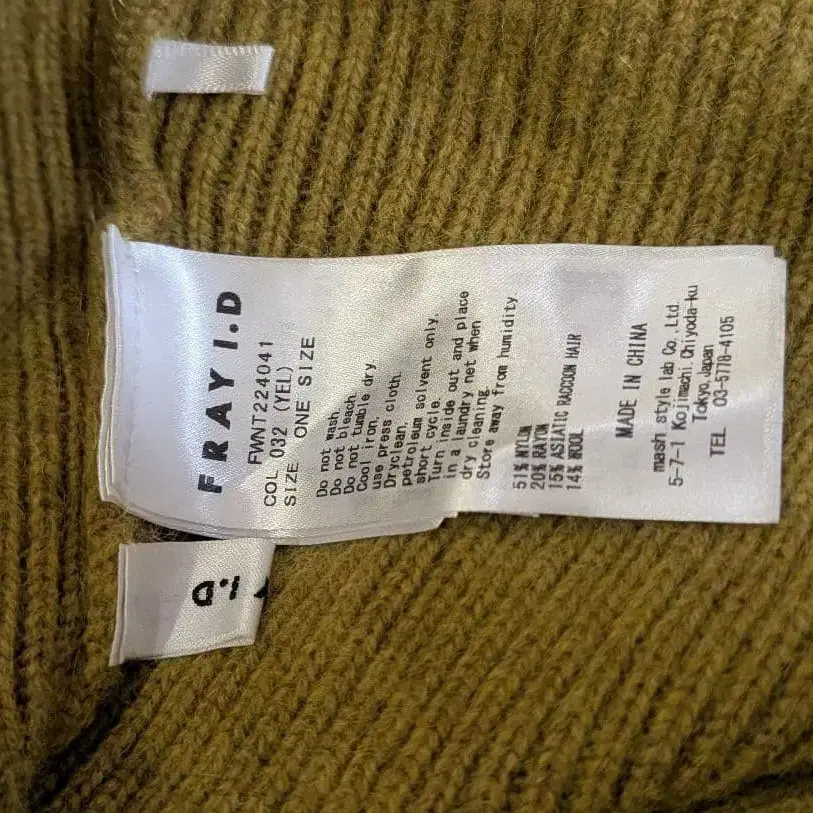 FRAY I.D
FWNT224041
COL 032 (YEL)
SIZE ONE SIZE
Do not wash.
Do not bleach.
Do not tumble dry
Cool iron.
use press cloth.
Dryclean.
petroleum solvent only.
short cycle.
Turn inside out and place
in a laundry net when
dry cleaning.
Store away from humidity
51% NYLON
20% RAYON
15% ASIATIC RACCOON HAIR
14% WOOL
MADE IN CHINA
mash style lab Co.,Ltd.
5-7-1 Kojimachi, Chiyoda-ku
Tokyo, Japan
TEL 03-5778-4105
I.D